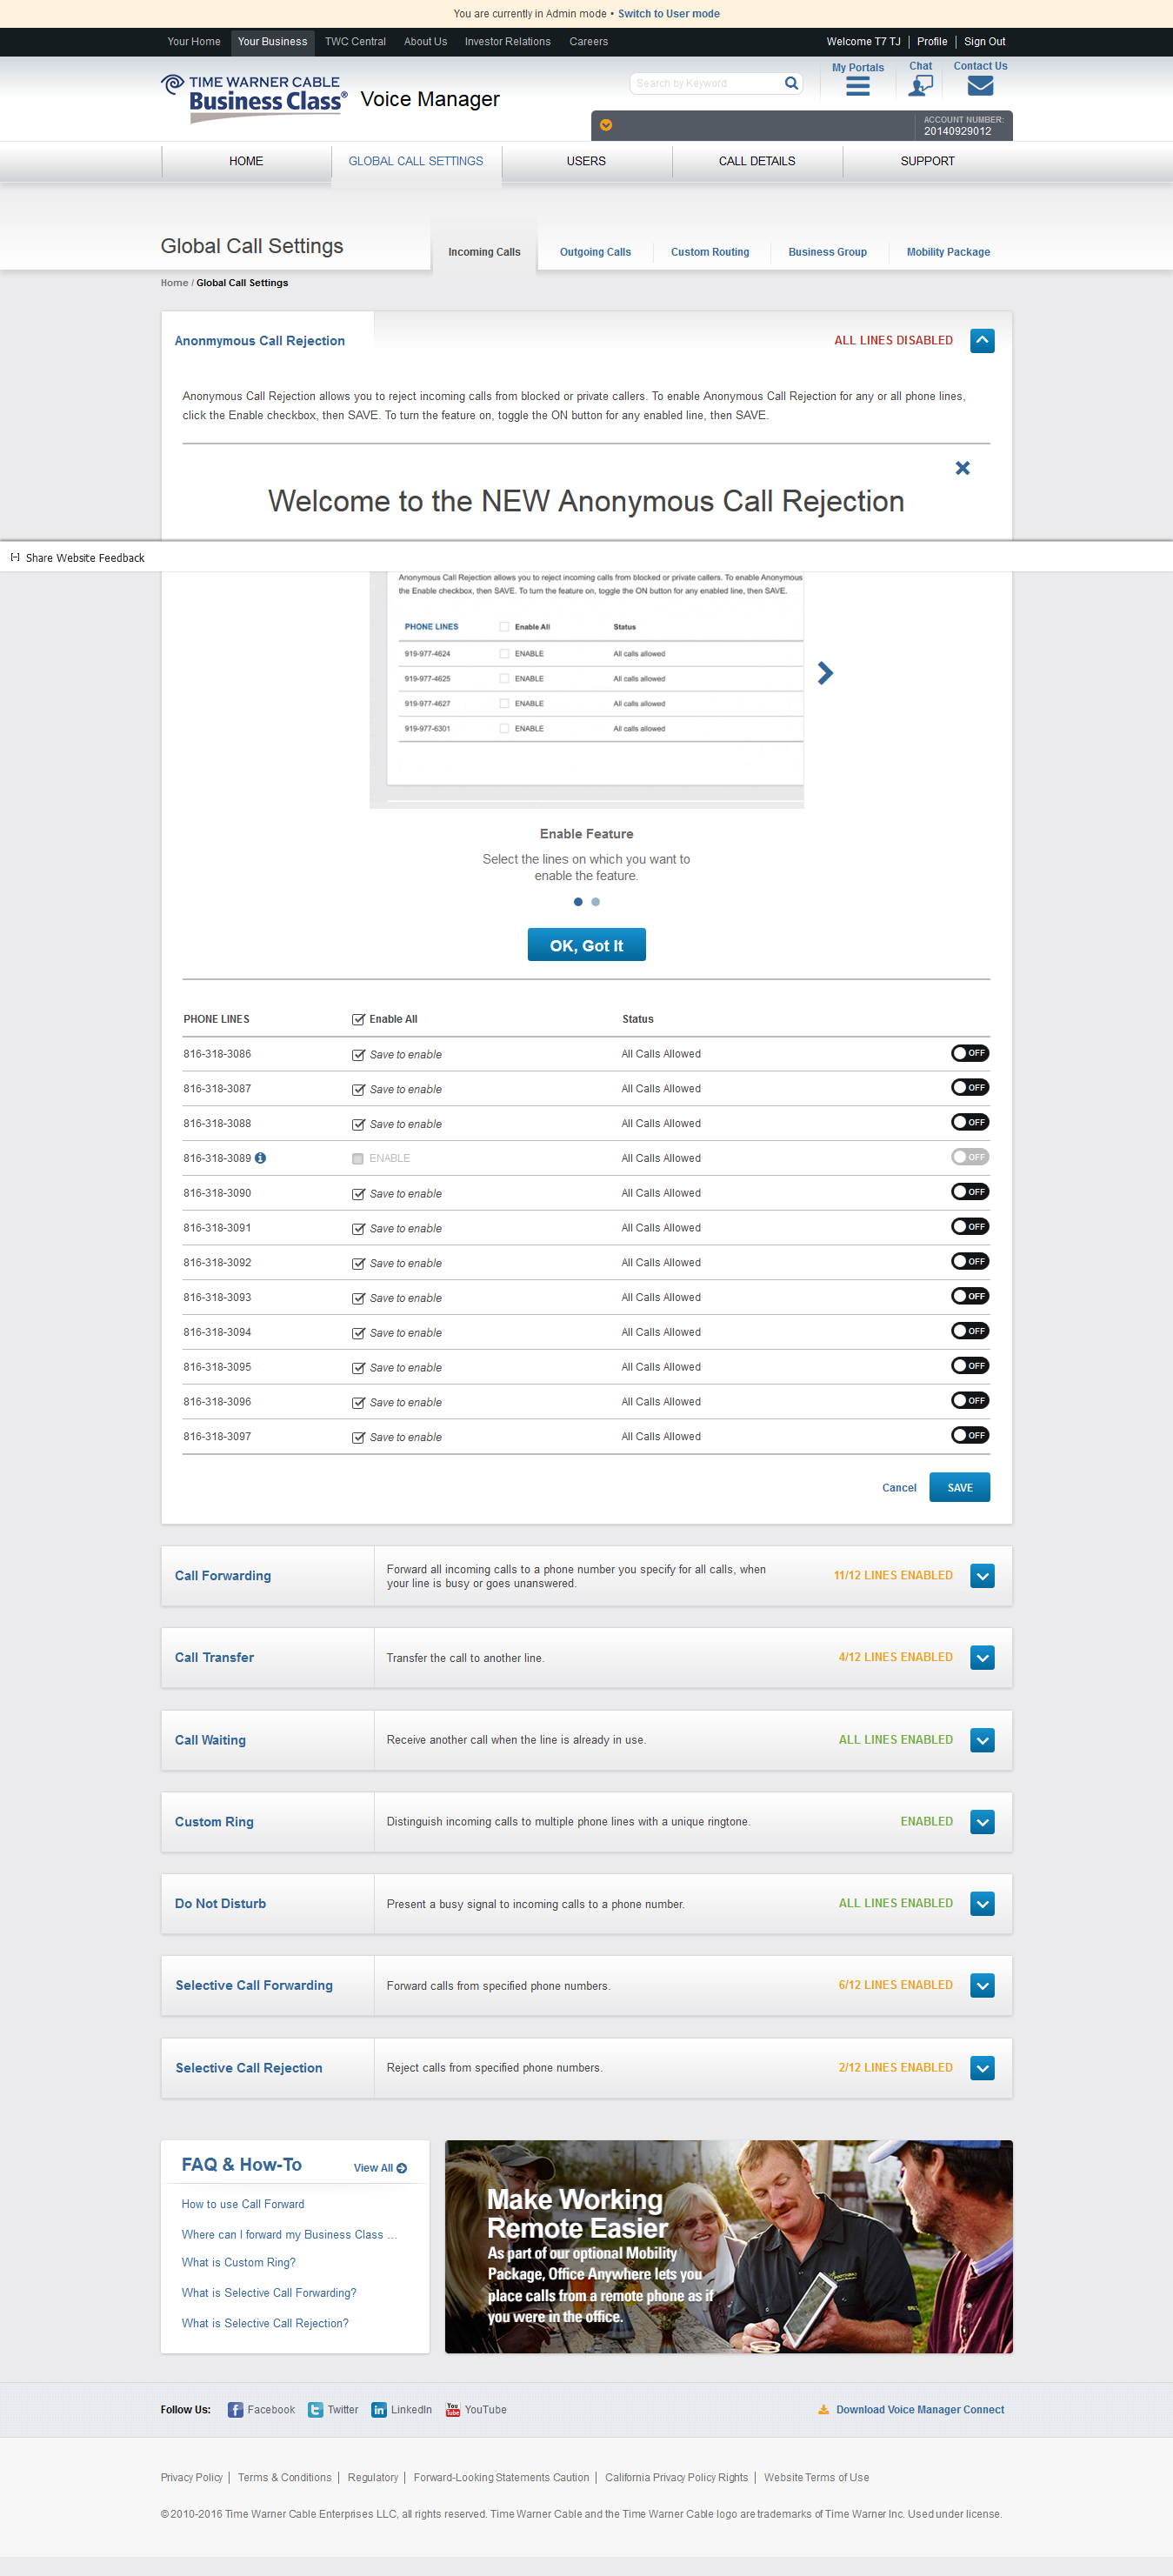 You are currently in Admin mode • Switch to User mode
Your Home Your Business TWC Central About Us Investor Relations Careers Welcome T7 TJ Profile Sign Out
TIME WARNER CABLE
Business Class®
Voice Manager
Search by Keyword
My Portals
Chat
Contact Us
ACCOUNT NUMBER:
20140929012
HOME GLOBAL CALL SETTINGS USERS CALL DETAILS SUPPORT
Global Call Settings
Incoming Calls Outgoing Calls Custom Routing Business Group Mobility Package
Home / Global Call Settings
Anonmymous Call Rejection ALL LINES DISABLED
Anonymous Call Rejection allows you to reject incoming calls from blocked or private callers. To enable Anonymous Call Rejection for any or all phone lines,
click the Enable checkbox, then SAVE. To turn the feature on, toggle the ON button for any enabled line, then SAVE.
Welcome to the NEW Anonymous Call Rejection
[-] Share Website Feedback
Anonymous Call Rejection allows you to reject incoming calls from blocked or private callers. To enable Anonymous
the Enable checkbox, then SAVE. To turn the feature on, toggle the ON button for any enabled line, then SAVE.
PHONE LINES Enable All Status
919-977-4624 ENABLE All calls allowed
919-977-4625 ENABLE All calls allowed
919-977-4627 ENABLE All calls allowed
919-977-6301 ENABLE All calls allowed
Enable Feature
Select the lines on which you want to
enable the feature.
OK, Got It
PHONE LINES Enable All Status
816-318-3086 Save to enable All Calls Allowed OFF
816-318-3087 Save to enable All Calls Allowed OFF
816-318-3088 Save to enable All Calls Allowed OFF
816-318-3089 ENABLE All Calls Allowed OFF
816-318-3090 Save to enable All Calls Allowed OFF
816-318-3091 Save to enable All Calls Allowed OFF
816-318-3092 Save to enable All Calls Allowed OFF
816-318-3093 Save to enable All Calls Allowed OFF
816-318-3094 Save to enable All Calls Allowed OFF
816-318-3095 Save to enable All Calls Allowed OFF
816-318-3096 Save to enable All Calls Allowed OFF
816-318-3097 Save to enable All Calls Allowed OFF
Cancel SAVE
Call Forwarding
Forward all incoming calls to a phone number you specify for all calls, when
your line is busy or goes unanswered.
11/12 LINES ENABLED
Call Transfer Transfer the call to another line. 4/12 LINES ENABLED
Call Waiting Receive another call when the line is already in use. ALL LINES ENABLED
Custom Ring Distinguish incoming calls to multiple phone lines with a unique ringtone. ENABLED
Do Not Disturb Present a busy signal to incoming calls to a phone number. ALL LINES ENABLED
Selective Call Forwarding Forward calls from specified phone numbers. 6/12 LINES ENABLED
Selective Call Rejection Reject calls from specified phone numbers. 2/12 LINES ENABLED
FAQ & How-To View All
How to use Call Forward
Where can I forward my Business Class ...
What is Custom Ring?
What is Selective Call Forwarding?
What is Selective Call Rejection?
Make Working
Remote Easier
As part of our optional Mobility
Package, Office Anywhere lets you
place calls from a remote phone as if
you were in the office.
Follow Us: Facebook Twitter LinkedIn YouTube Download Voice Manager Connect
Privacy Policy Terms & Conditions Regulatory Forward-Looking Statements Caution California Privacy Policy Rights Website Terms of Use
© 2010-2016 Time Warner Cable Enterprises LLC, all rights reserved. Time Warner Cable and the Time Warner Cable logo are trademarks of Time Warner Inc. Used under license.